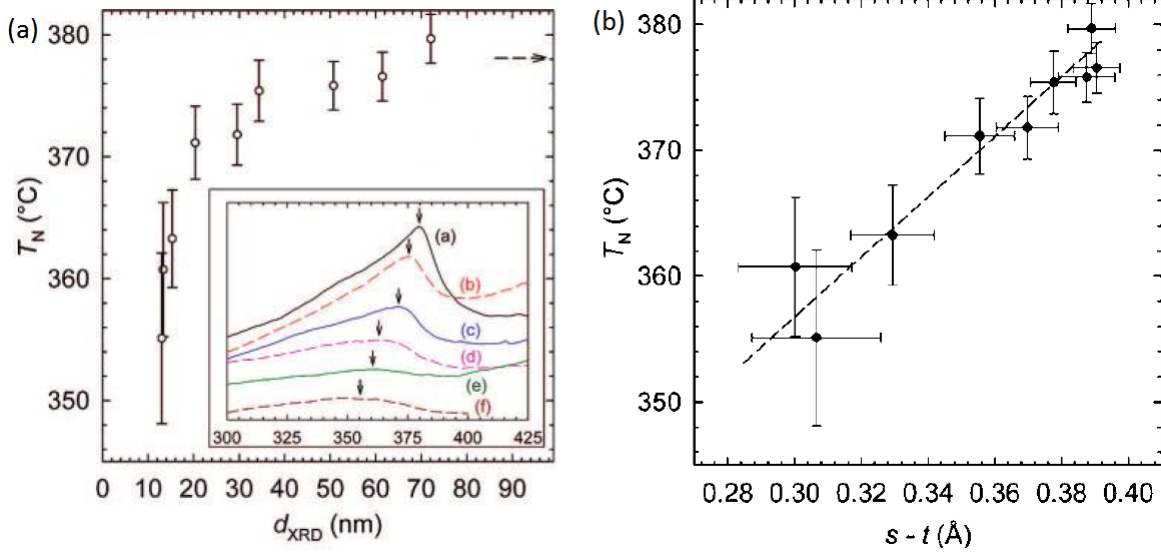 (a)
380
370
360
350
T_N (°C)
(a)
(b)
(c)
(d)
(e)
(f)
300 325 350 375 400 425
0 10 20 30 40 50 60 70 80 90
d_XRD (nm)
(b)
380
370
360
350
T_N (°C)
0.28 0.30 0.32 0.34 0.36 0.38 0.40
s - t (Å)